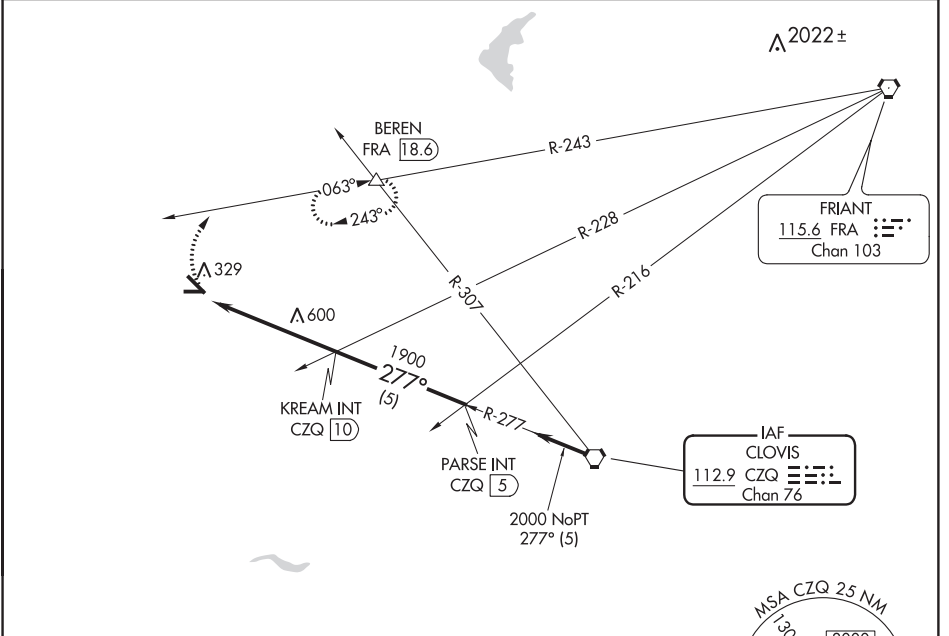 2022 ±
BEREN
FRA 18.6
R-243
063°
243°
FRIANT
115.6 FRA
Chan 103
R-228
R-216
R-307
329
600
1900
277°
(5)
KREAM INT
CZQ 10
R-277
PARSE INT
CZQ 5
IAF
CLOVIS
112.9 CZQ
Chan 76
2000 NoPT
277° (5)
MSA CZQ 25 NM
130